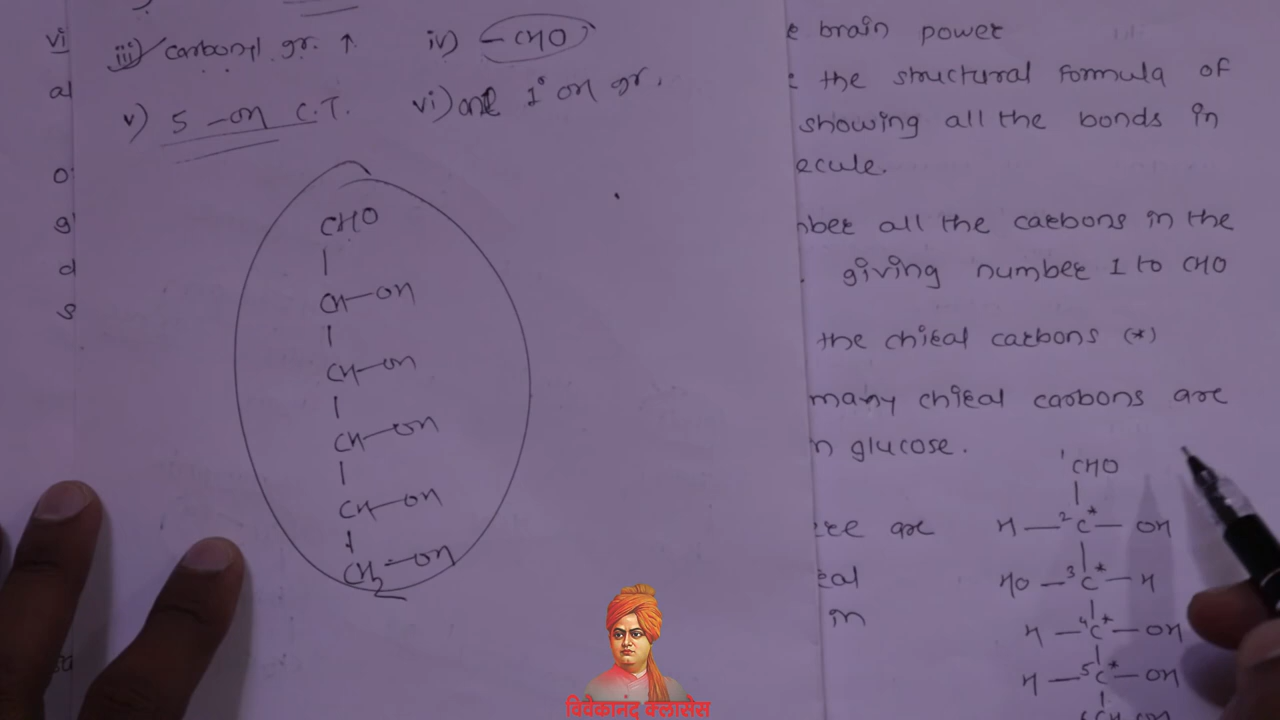 vi
iii) carbonyl gr. ↑ iv) -CHO
al
v) 5 -OH C.T. vi) one 1° OH gr.
CHO
|
CH-OH
|
CH-OH
|
CH-OH
|
CH-OH
|
CH2-OH
brain power
the structural formula of
showing all the bonds in
ecule.
ber all the carbons in the
giving number 1 to CHO
the chiral carbons (*)
many chiral carbons are
n glucose.
1CHO
|
ere are H—2C*—OH
|
ral HO—3C*—H
|
in H—4C*—OH
|
H—5C*—OH
|
विवेकानंद क्लासेस